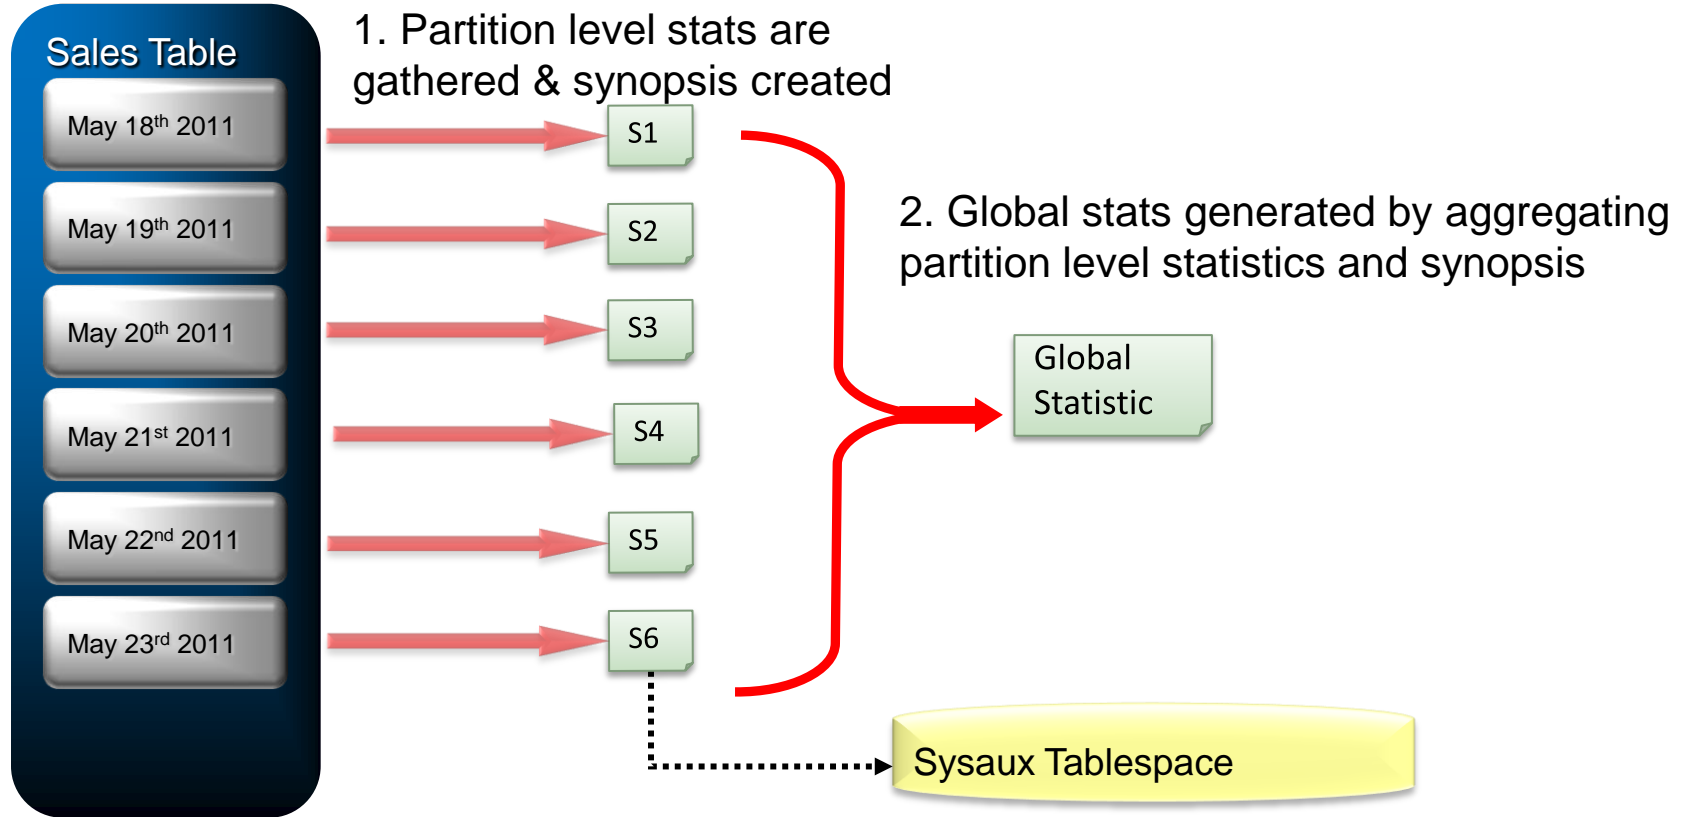 Sales Table
May 18th 2011
May 19th 2011
May 20th 2011
May 21st 2011
May 22nd 2011
May 23rd 2011
1. Partition level stats are
gathered & synopsis created
S1
S2
S3
S4
S5
S6
2. Global stats generated by aggregating
partition level statistics and synopsis
Global
Statistic
Sysaux Tablespace